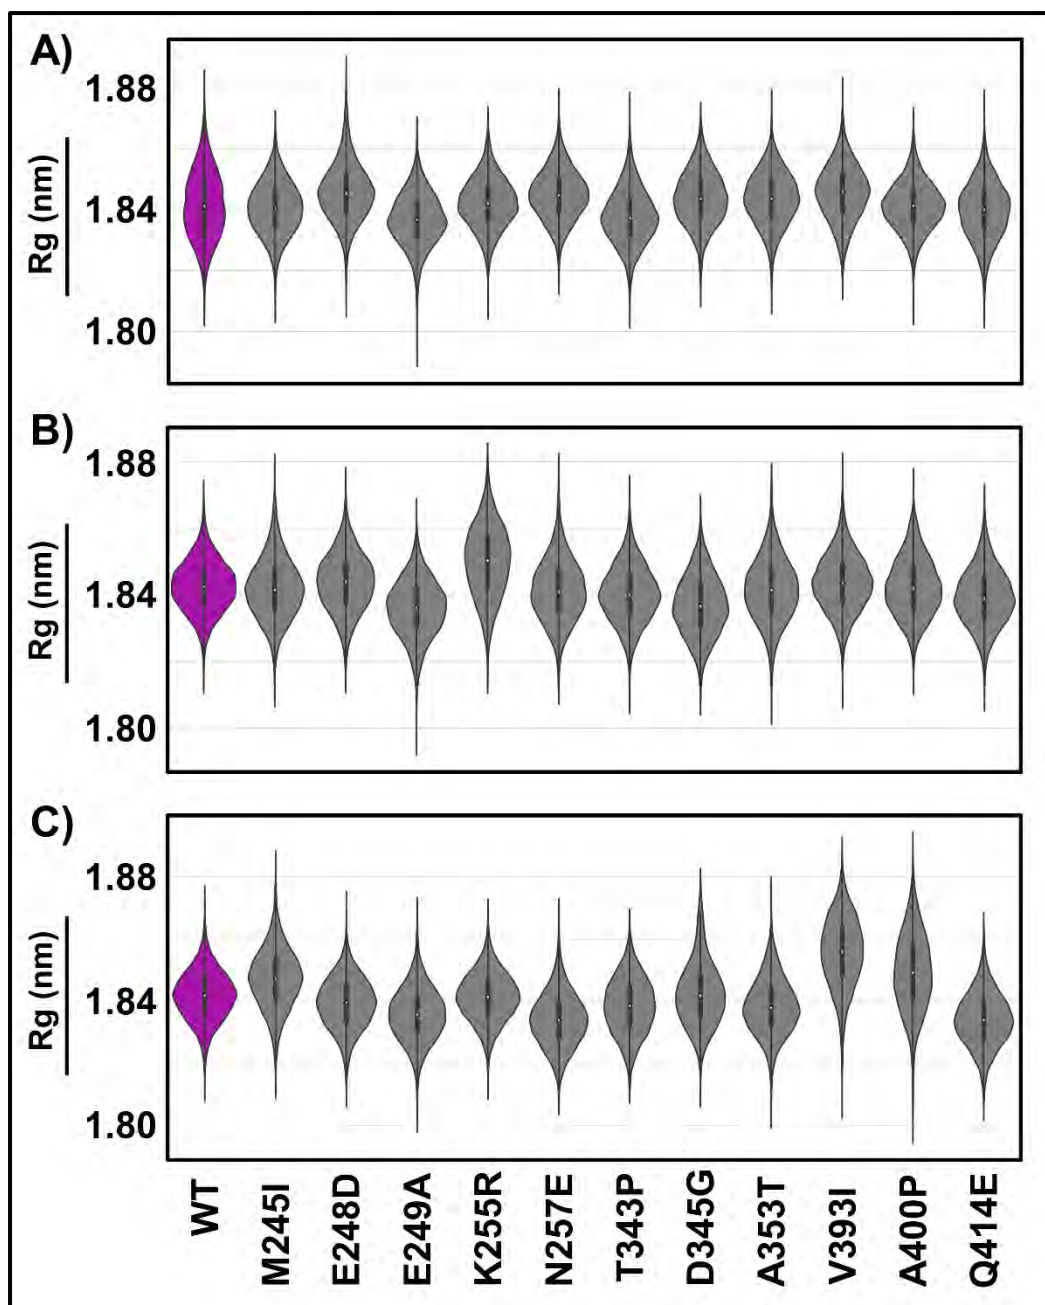 A)
1.88
1.84
1.80
Rg (nm)
B)
1.88
1.84
1.80
Rg (nm)
C)
1.88
1.84
1.80
Rg (nm)
WT
M245I
E248D
E249A
K255R
N257E
T343P
D345G
A353T
V393I
A400P
Q414E